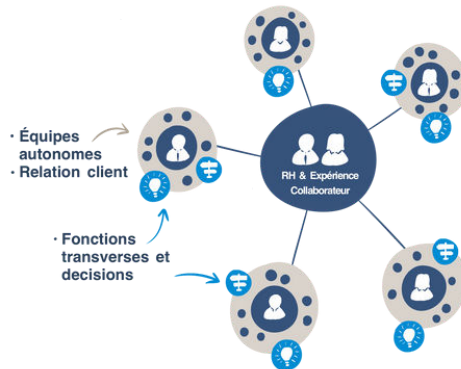 RH & Expérience
Collaborateur
· Équipes
autonomes
· Relation client
· Fonctions
transverses et
decisions